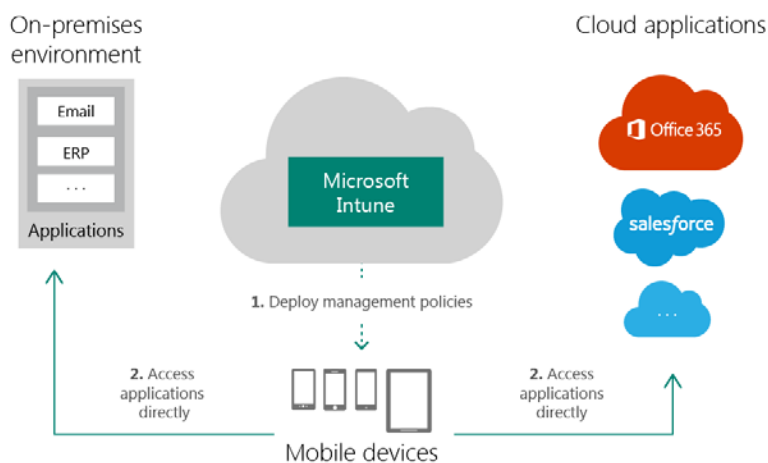 On-premises
environment
Email
ERP
...
Applications
Microsoft
Intune
Cloud applications
Office 365
salesforce
...
1. Deploy management policies
2. Access
applications
directly
2. Access
applications
directly
Mobile devices